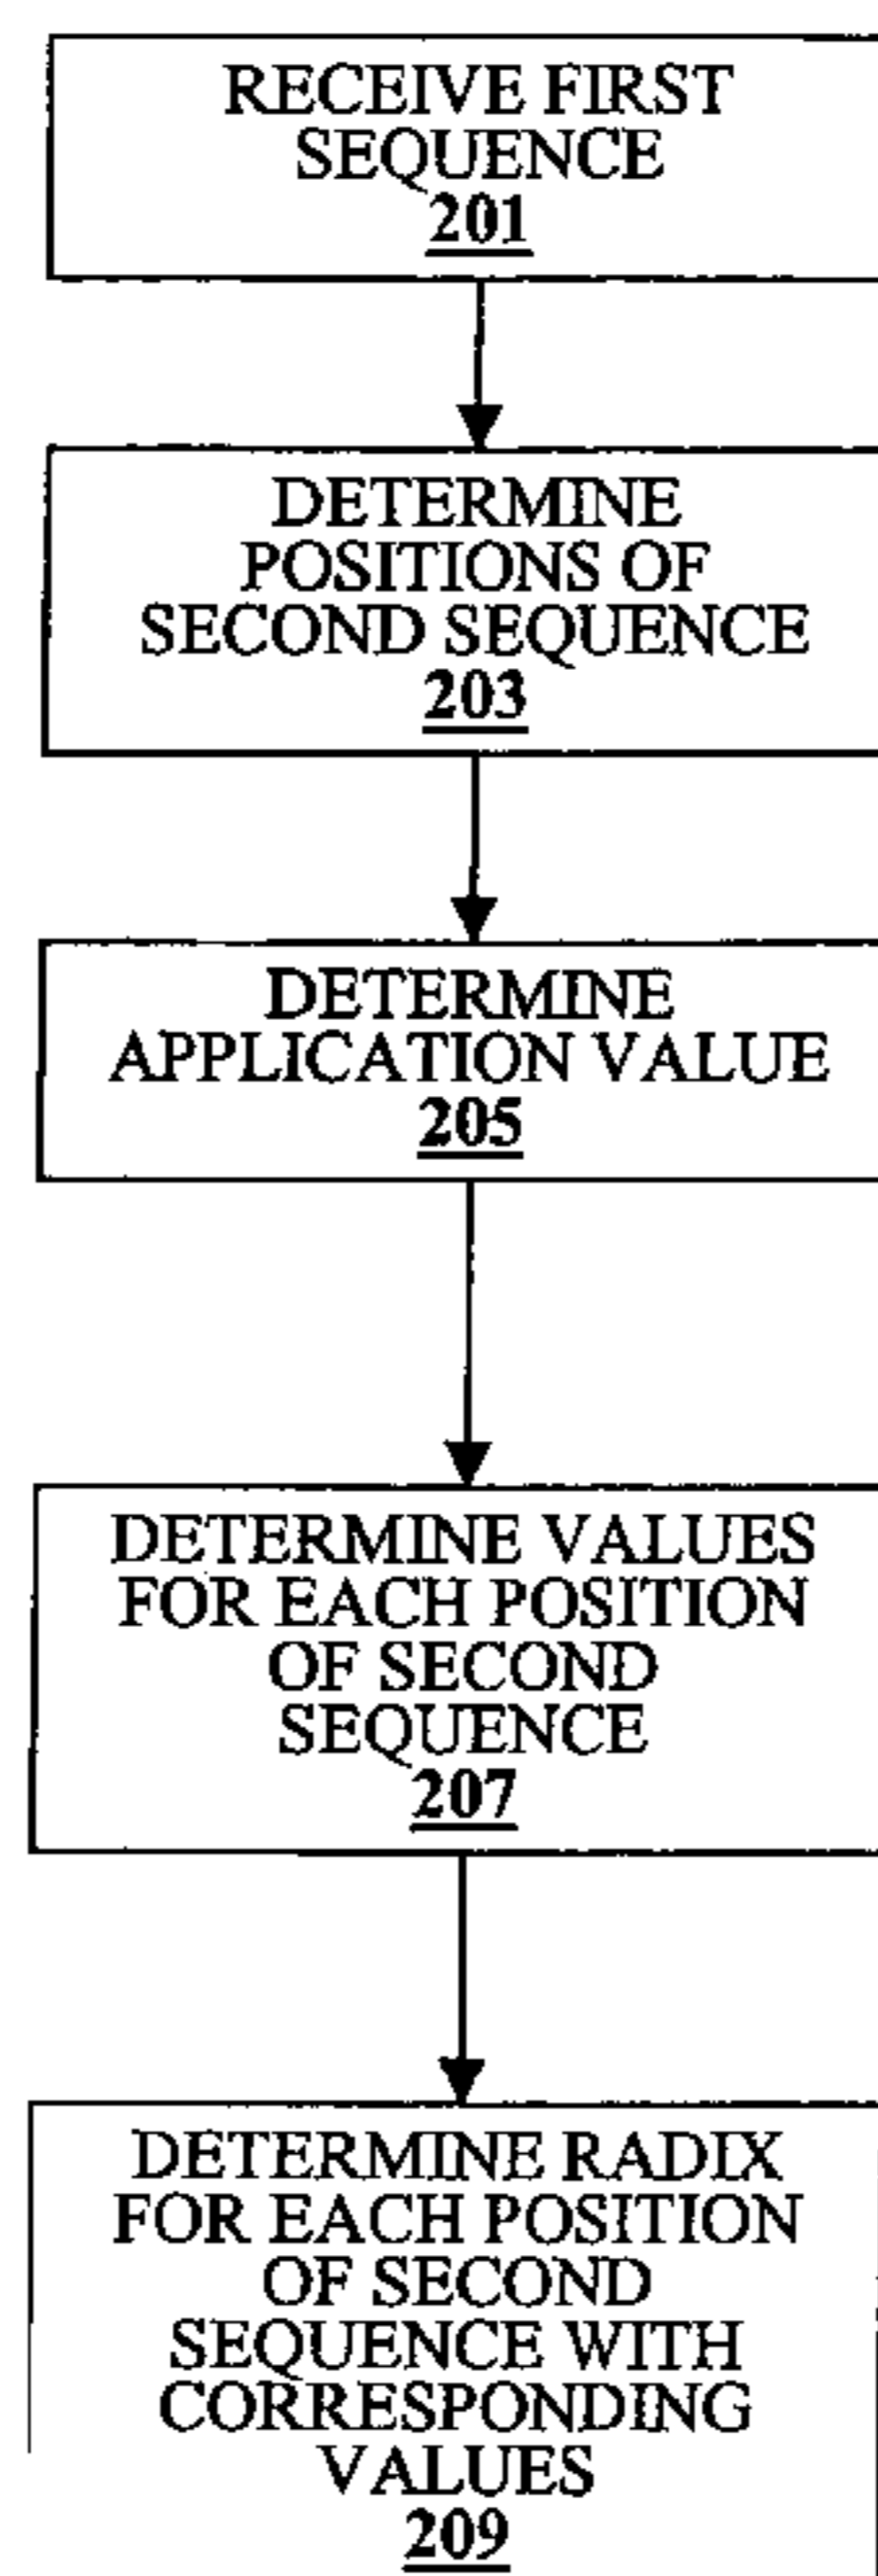 RECEIVE FIRST
SEQUENCE
201
DETERMINE
POSITIONS OF
SECOND SEQUENCE
203
DETERMINE
APPLICATION VALUE
205
DETERMINE VALUES
FOR EACH POSITION
OF SECOND
SEQUENCE
207
DETERMINE RADIX
FOR EACH POSITION
OF SECOND
SEQUENCE WITH
CORRESPONDING
VALUES
209